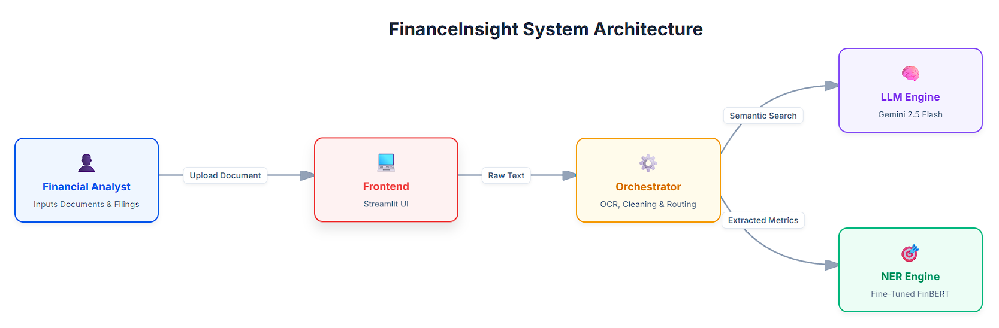 FinanceInsight System Architecture
Financial Analyst
Inputs Documents & Filings
Upload Document
Frontend
Streamlit UI
Raw Text
Orchestrator
OCR, Cleaning & Routing
Semantic Search
LLM Engine
Gemini 2.5 Flash
Extracted Metrics
NER Engine
Fine-Tuned FinBERT